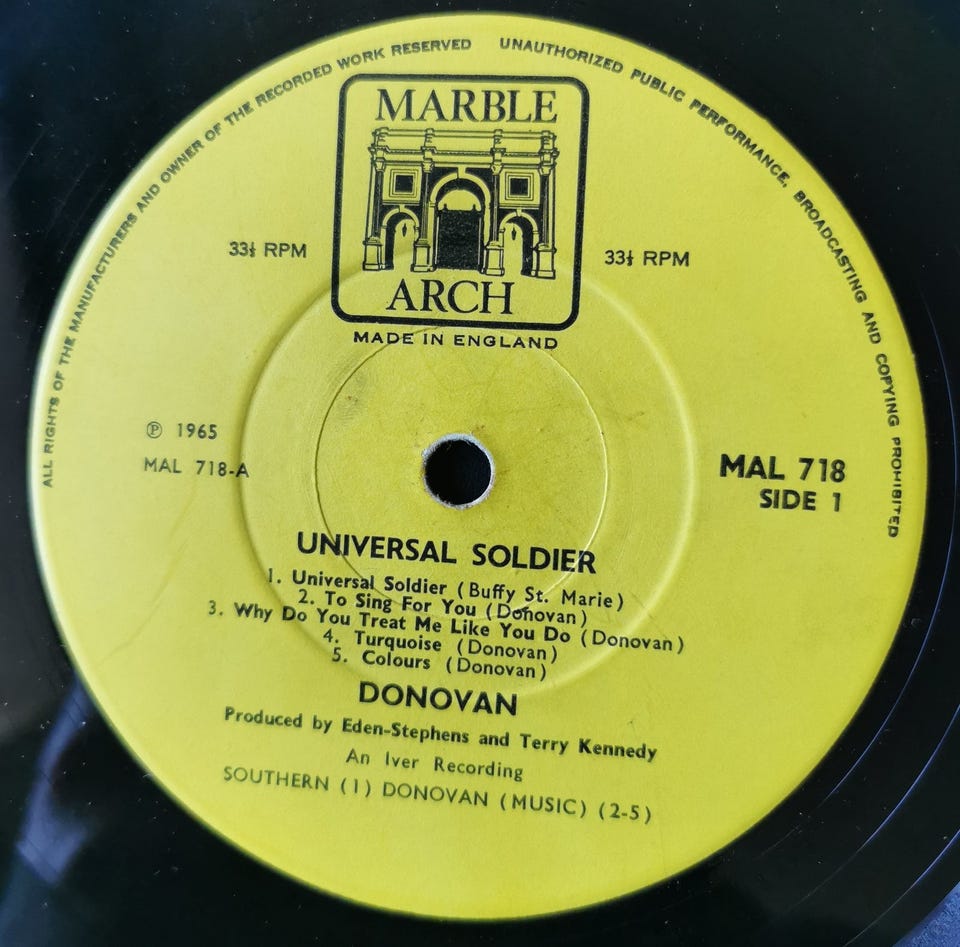 ALL RIGHTS OF THE MANUFACTURERS AND OWNER OF THE RECORDED WORK RESERVED UNAUTHORIZED PUBLIC PERFORMANCE, BROADCASTING AND COPYING PROHIBITED
MARBLE
ARCH
33⅓ RPM
33⅓ RPM
MADE IN ENGLAND
℗ 1965
MAL 718-A
MAL 718
SIDE 1
UNIVERSAL SOLDIER
1. Universal Soldier (Buffy St. Marie)
2. To Sing For You (Donovan)
3. Why Do You Treat Me Like You Do (Donovan)
4. Turquoise (Donovan)
5. Colours (Donovan)
DONOVAN
Produced by Eden-Stephens and Terry Kennedy
An Iver Recording
SOUTHERN (1) DONOVAN (MUSIC) (2-5)